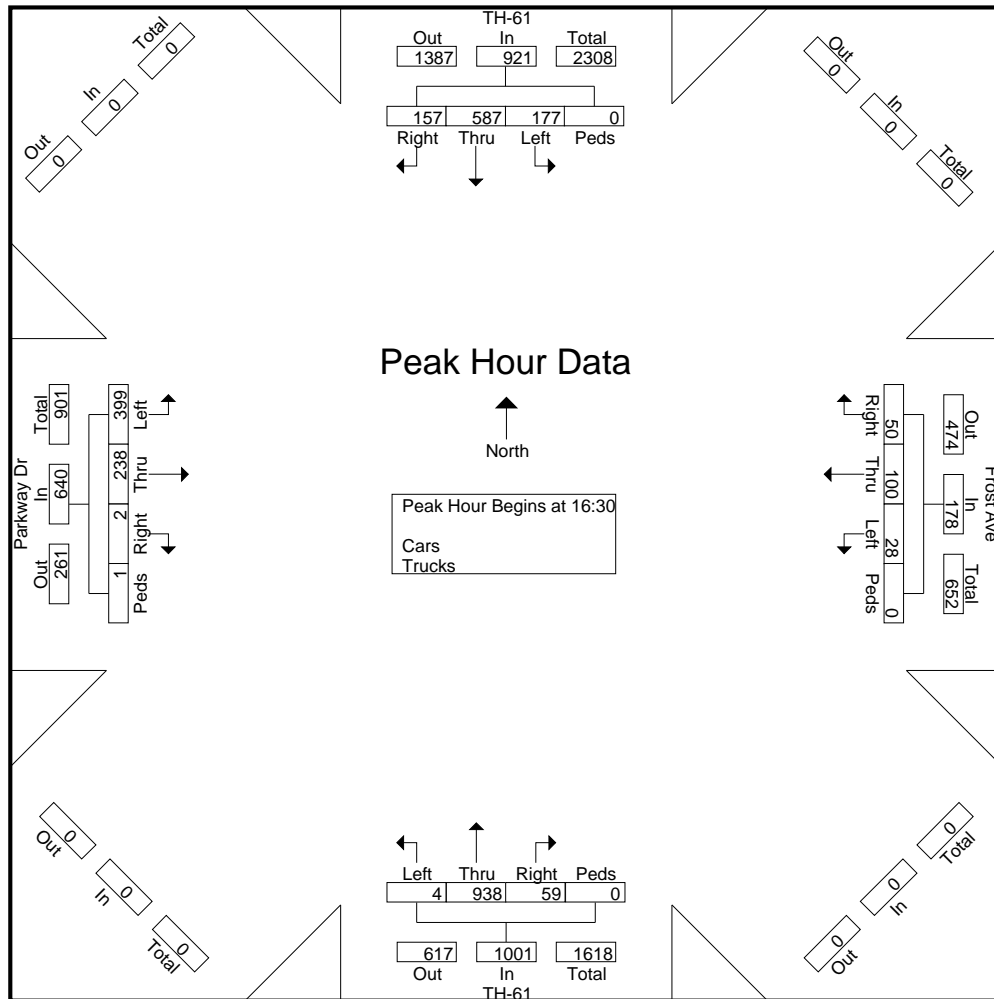 TH-61
Out In Total
1387 921 2308
157 587 177 0
Right Thru Left Peds
Total
0
In
0
Out
0
Out
0
In
0
Total
0
Peak Hour Data
North
Peak Hour Begins at 16:30
Cars
Trucks
Parkway Dr
Total In Out
901 640 261
399 238 2 1
Left Thru Right Peds
Frost Ave
Out In Total
474 178 652
50 100 28 0
Right Thru Left Peds
Left Thru Right Peds
4 938 59 0
617 1001 1618
Out In Total
TH-61
0
Out
0
In
0
Total
0
Total
0
In
0
Out